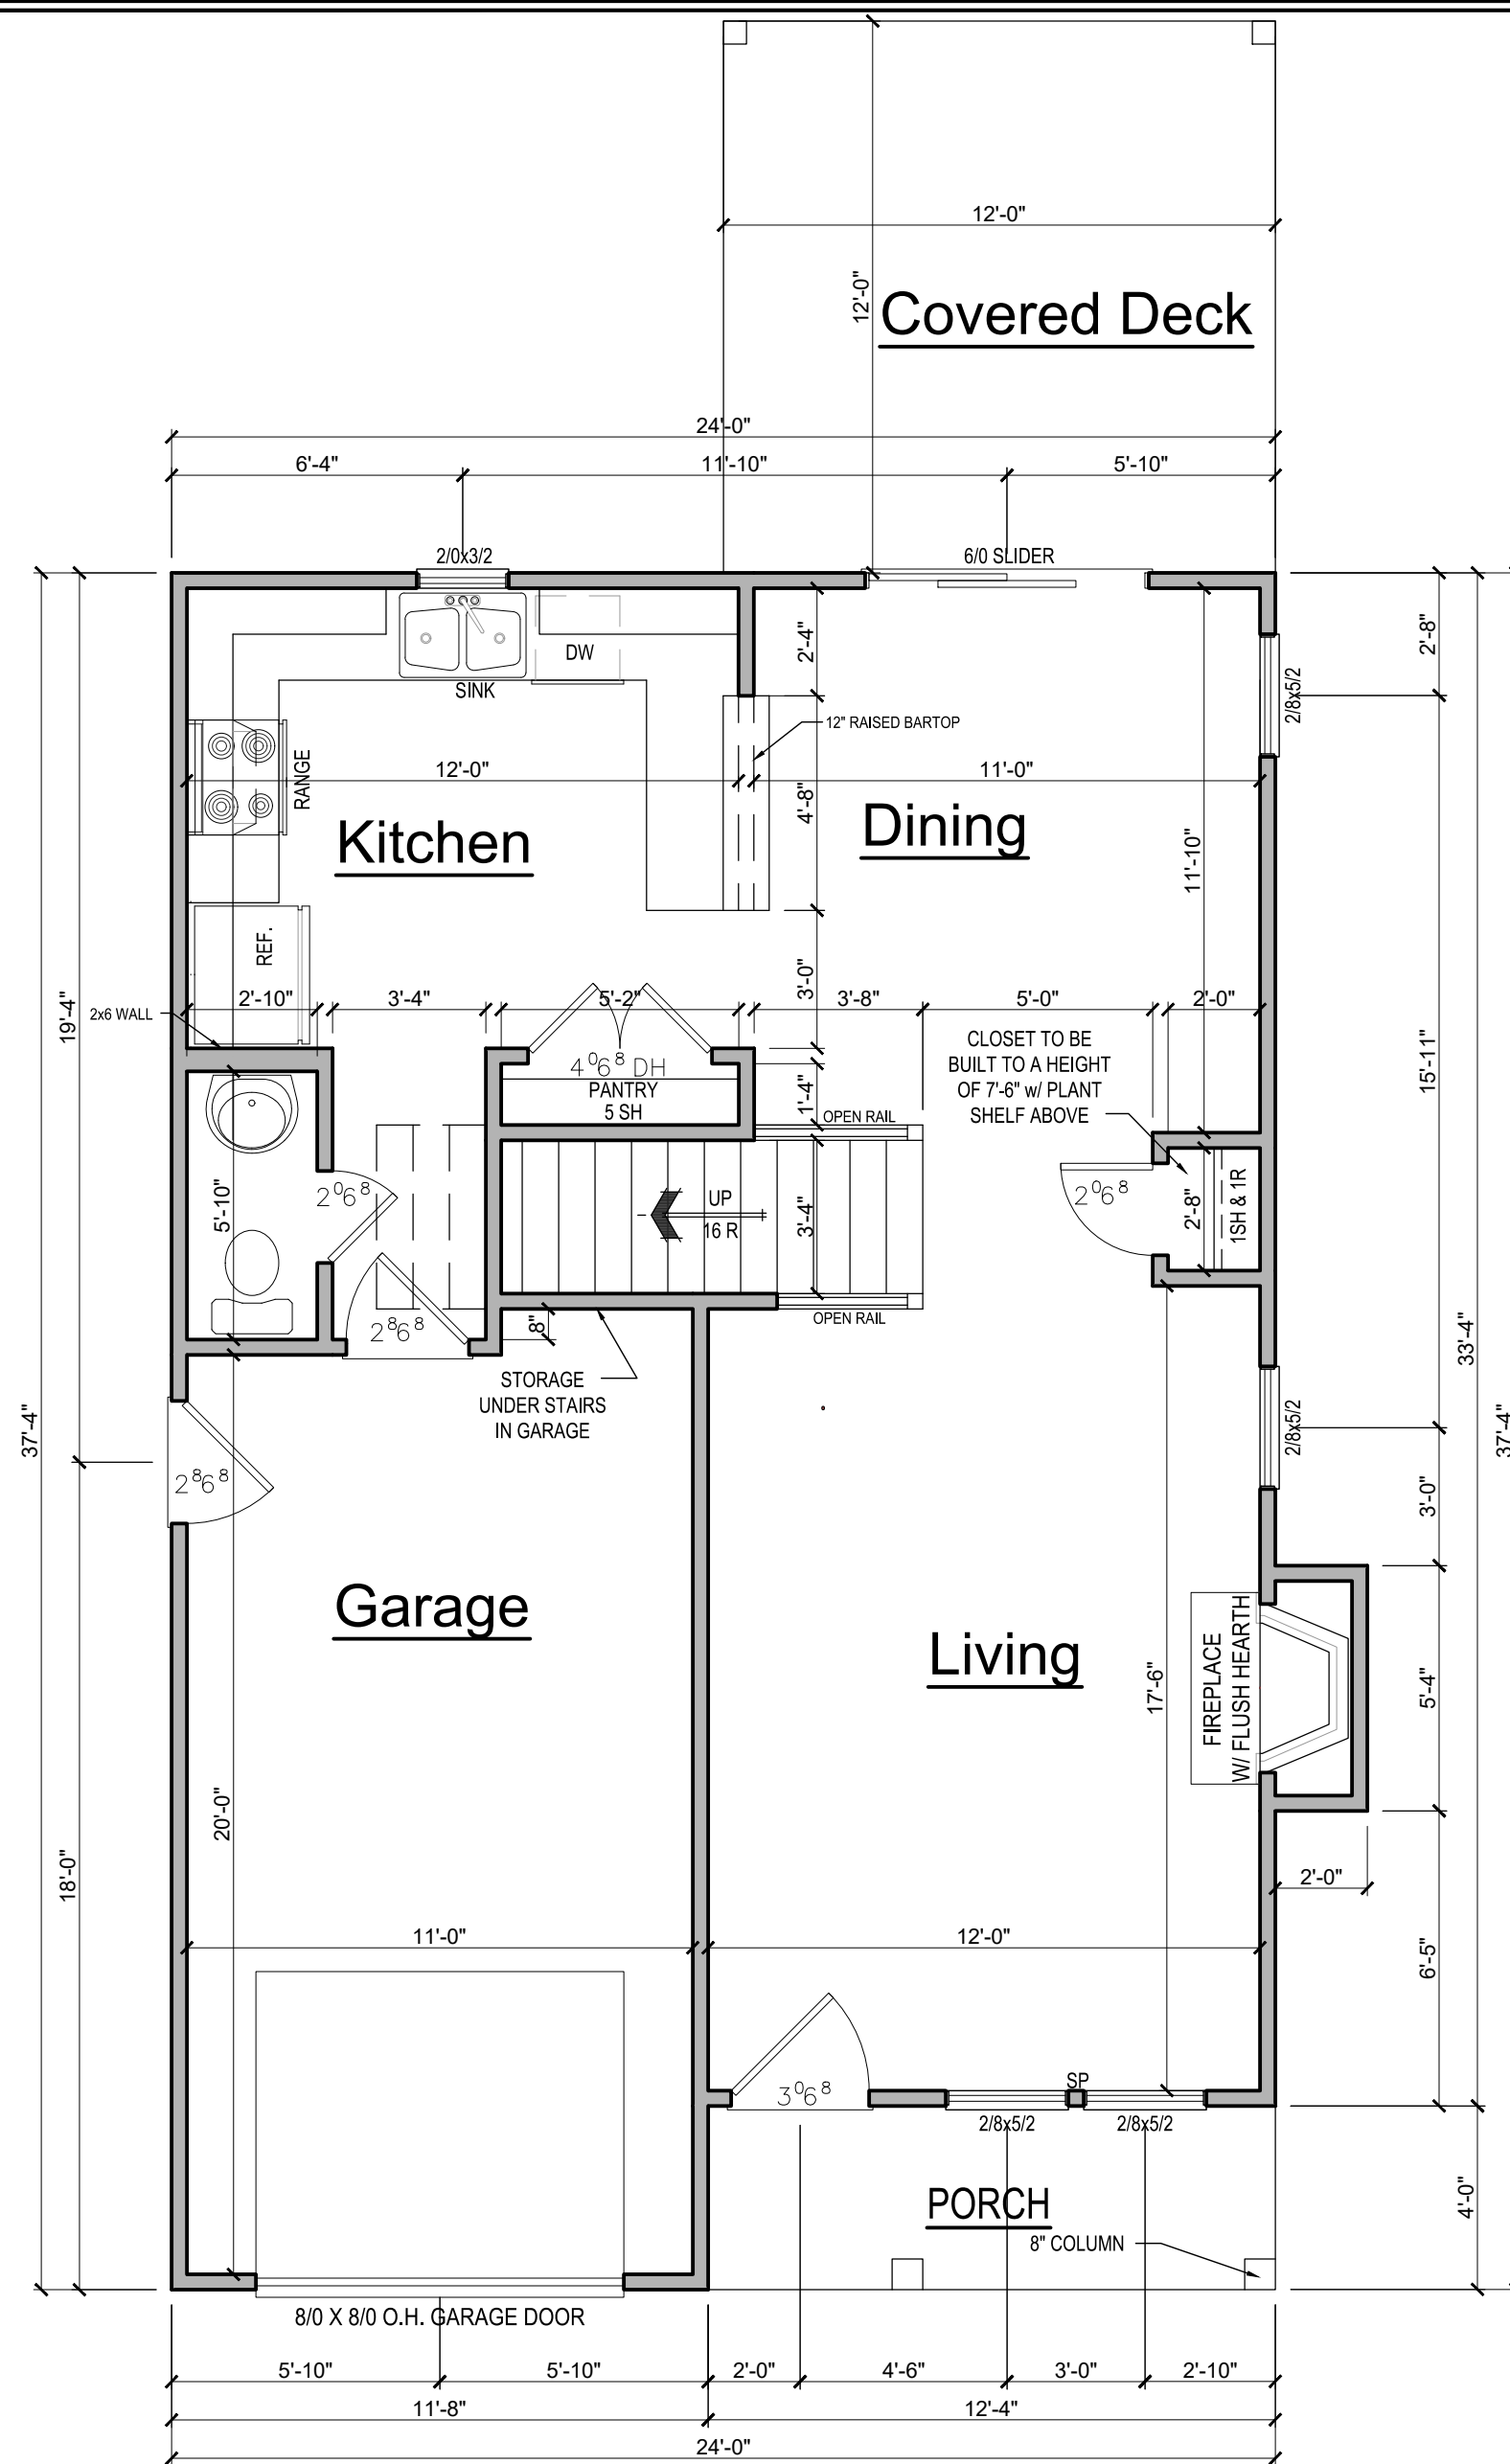 12'-0"
12'-0"
Covered Deck
24'-0"
6'-4"
11'-10"
5'-10"
2/0x3/2
6/0 SLIDER
2'-4"
2'-8"
DW
SINK
2/8x5/2
12" RAISED BARTOP
RANGE
12'-0"
11'-0"
4'-8"
Kitchen
Dining
11'-10"
REF.
3'-0"
2'-10"
3'-4"
5'-2"
3'-8"
5'-0"
2'-0"
2x6 WALL
19'-4"
CLOSET TO BE
BUILT TO A HEIGHT
OF 7'-6" w/ PLANT
SHELF ABOVE
15'-11"
4⁰6⁸ DH
PANTRY
5 SH
1'-4"
OPEN RAIL
5'-10"
2⁰6⁸
UP
16 R
3'-4"
2⁰6⁸
2'-8"
1SH & 1R
2⁸6⁸
8"
OPEN RAIL
33'-4"
STORAGE
UNDER STAIRS
IN GARAGE
37'-4"
2/8x5/2
37'-4"
2⁸6⁸
3'-0"
Garage
Living
17'-6"
FIREPLACE
W/ FLUSH HEARTH
5'-4"
20'-0"
18'-0"
2'-0"
11'-0"
12'-0"
6'-5"
3⁰6⁸
SP
2/8x5/2
2/8x5/2
PORCH
4'-0"
8" COLUMN
8/0 X 8/0 O.H. GARAGE DOOR
5'-10"
5'-10"
2'-0"
4'-6"
3'-0"
2'-10"
11'-8"
12'-4"
24'-0"